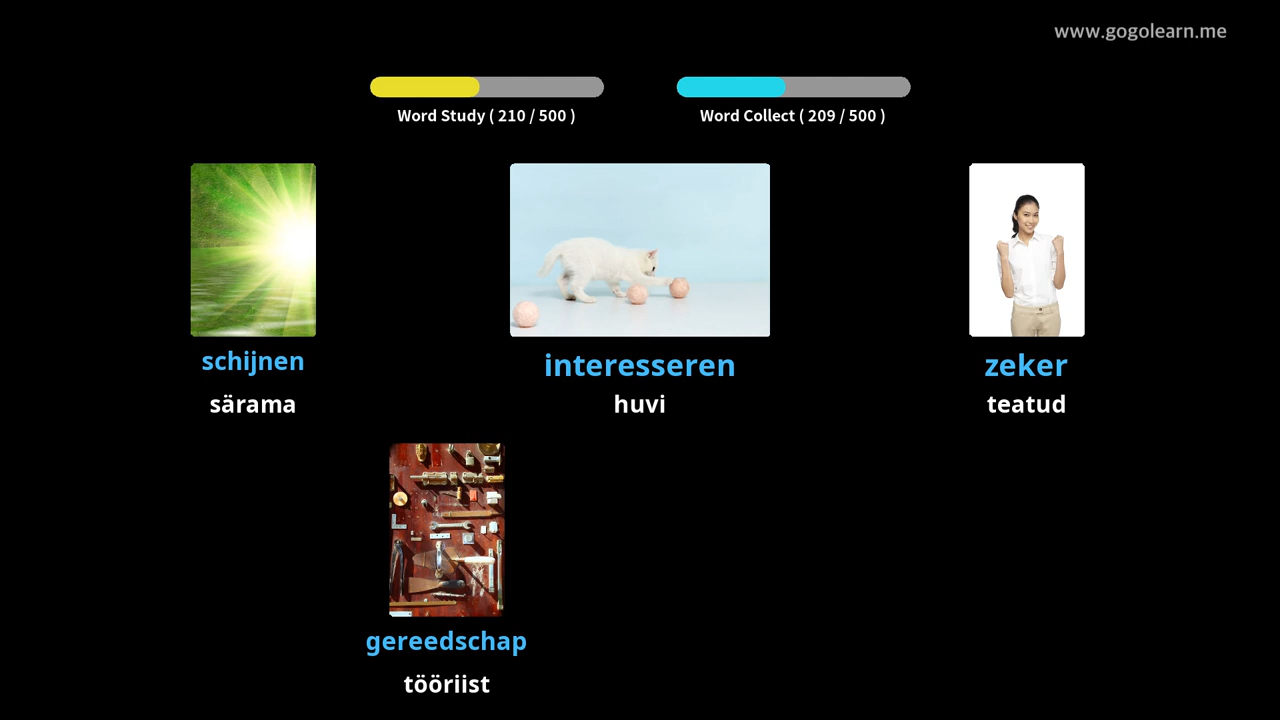 www.gogolearn.me
Word Study ( 210 / 500 )
Word Collect ( 209 / 500 )
schijnen
särama
interesseren
huvi
zeker
teatud
gereedschap
tööriist